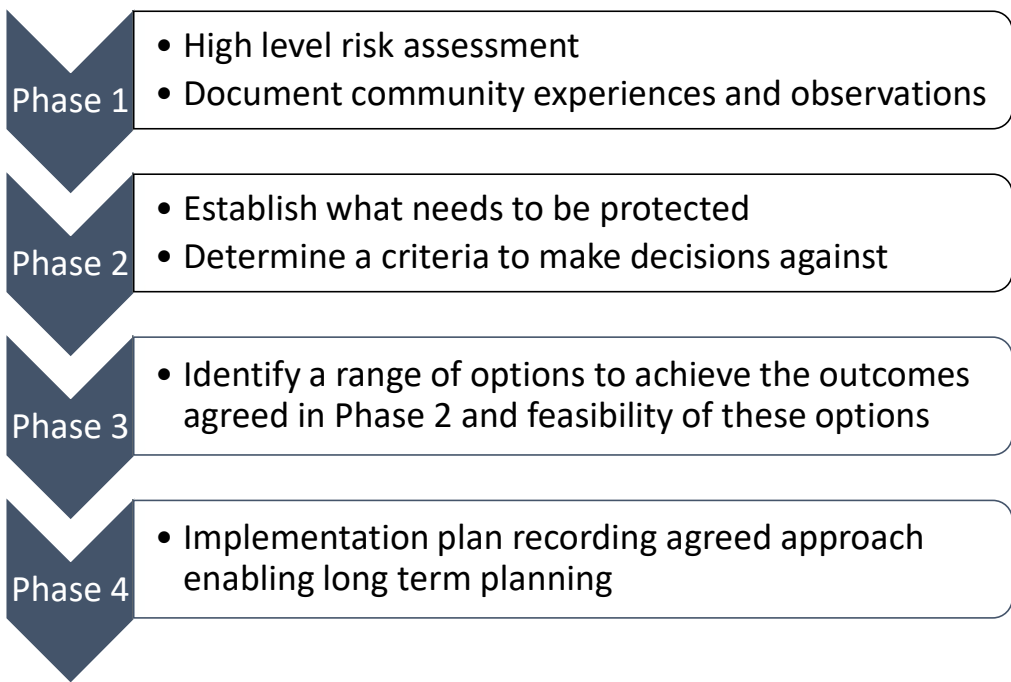 Phase 1
• High level risk assessment
• Document community experiences and observations
Phase 2
• Establish what needs to be protected
• Determine a criteria to make decisions against
Phase 3
• Identify a range of options to achieve the outcomes
agreed in Phase 2 and feasibility of these options
Phase 4
• Implementation plan recording agreed approach
enabling long term planning